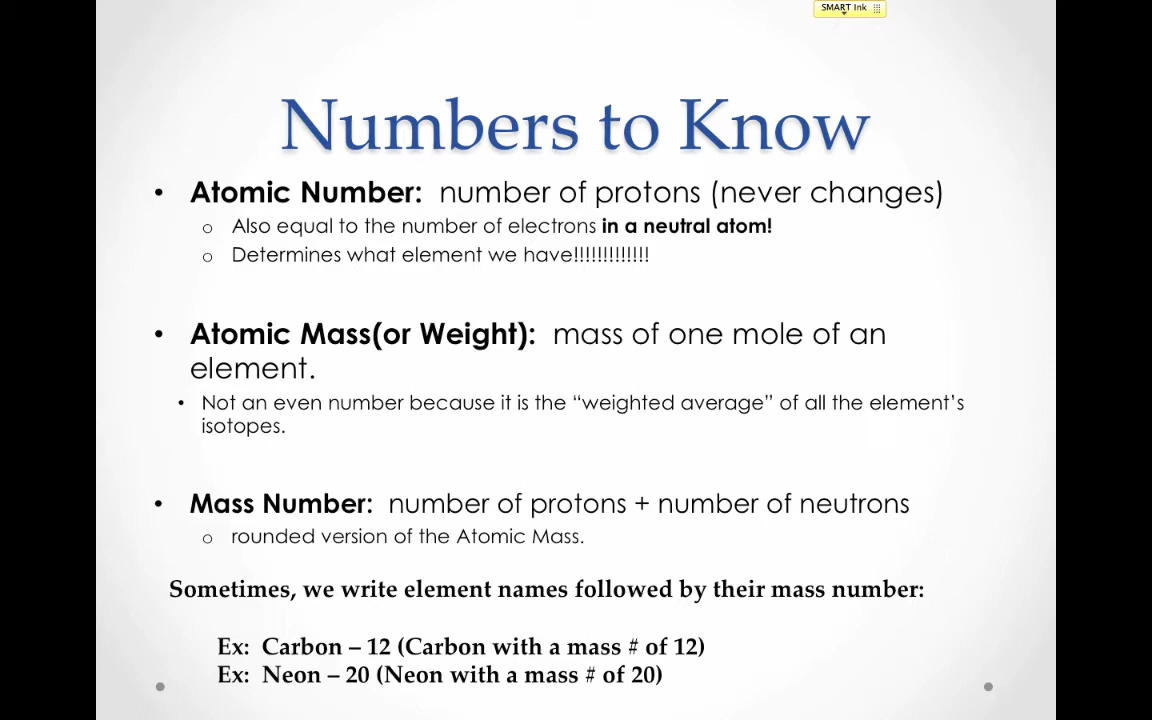 SMART Ink
Numbers to Know
• Atomic Number: number of protons (never changes)
o Also equal to the number of electrons in a neutral atom!
o Determines what element we have!!!!!!!!!!!!!
• Atomic Mass(or Weight): mass of one mole of an
element.
• Not an even number because it is the “weighted average” of all the element’s
isotopes.
• Mass Number: number of protons + number of neutrons
o rounded version of the Atomic Mass.
Sometimes, we write element names followed by their mass number:
Ex: Carbon – 12 (Carbon with a mass # of 12)
Ex: Neon – 20 (Neon with a mass # of 20)